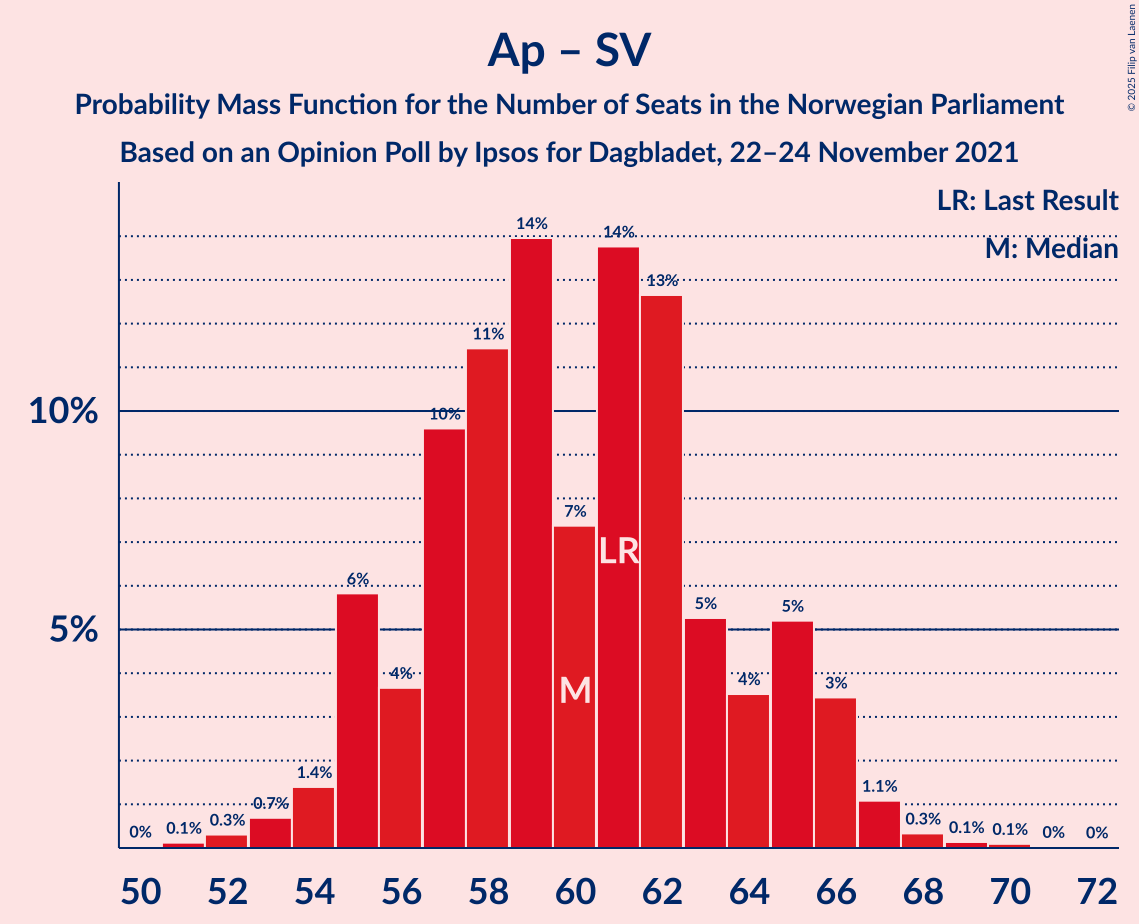 Ap – SV
Probability Mass Function for the Number of Seats in the Norwegian Parliament
Based on an Opinion Poll by Ipsos for Dagbladet, 22–24 November 2021
© 2025 Filip van Laenen
LR: Last Result
M: Median
10%
5%
0%
0.1%
0.3%
0.7%
1.4%
6%
4%
10%
11%
14%
7%
14%
13%
5%
4%
5%
3%
1.1%
0.3%
0.1%
0.1%
0%
0%
LR
M
50 52 54 56 58 60 62 64 66 68 70 72